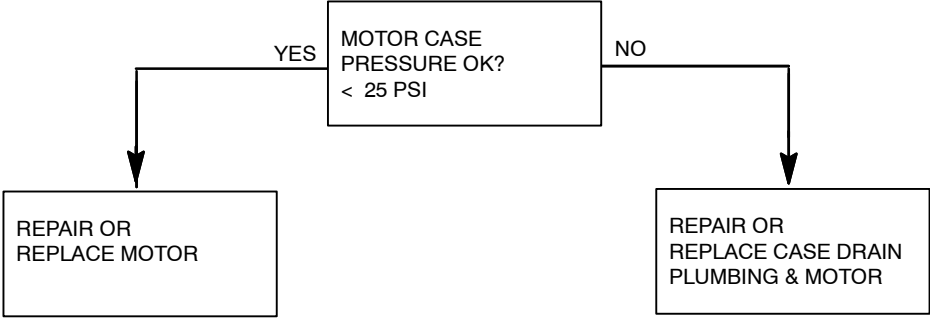 MOTOR CASE
PRESSURE OK?
< 25 PSI
YES
NO
REPAIR OR
REPLACE MOTOR
REPAIR OR
REPLACE CASE DRAIN
PLUMBING & MOTOR